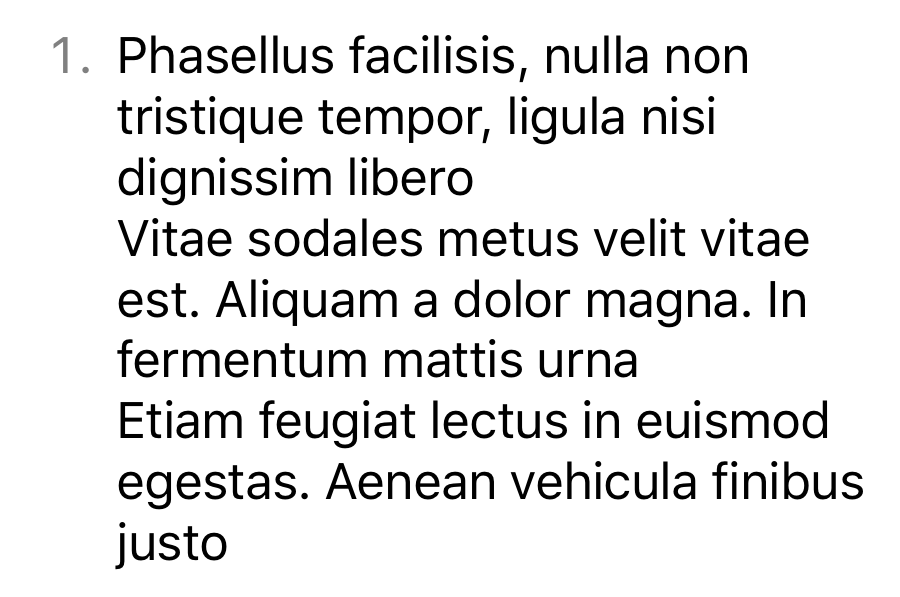 1. Phasellus facilisis, nulla non
tristique tempor, ligula nisi
dignissim libero
Vitae sodales metus velit vitae
est. Aliquam a dolor magna. In
fermentum mattis urna
Etiam feugiat lectus in euismod
egestas. Aenean vehicula finibus
justo